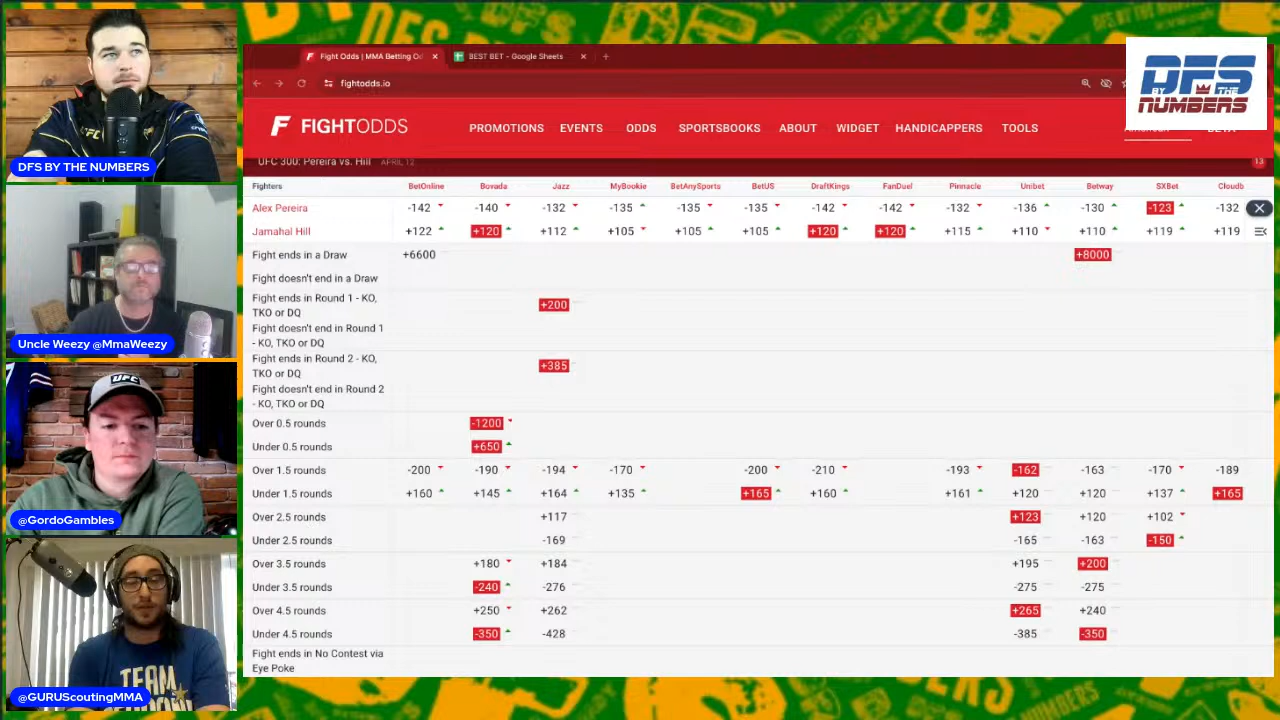 DFS BY THE NUMBERS
Uncle Weezy @MmaWeezy
UFC
@GordoGambles
TEAM
@GURUScoutingMMA
Fight Odds | MMA Betting Od
BEST BET - Google Sheets
fightodds.io
DFS
BY THE
NUMBERS
FIGHTODDS PROMOTIONS EVENTS ODDS SPORTSBOOKS ABOUT WIDGET HANDICAPPERS TOOLS
UFC 300: Pereira vs. Hill APRIL 12 13
Fighters BetOnline Bovada Jazz MyBookie BetAnySports BetUS DraftKings FanDuel Pinnacle Unibet Betway SXBet Cloudb
Alex Pereira -142 -140 -132 -135 -135 -135 -142 -142 -132 -136 -130 -123 -132
Jamahal Hill +122 +120 +112 +105 +105 +105 +120 +120 +115 +110 +110 +119 +119
Fight ends in a Draw +6600 +8000
Fight doesn't end in a Draw
Fight ends in Round 1 - KO,
TKO or DQ +200
Fight doesn't end in Round 1
- KO, TKO or DQ
Fight ends in Round 2 - KO,
TKO or DQ +385
Fight doesn't end in Round 2
- KO, TKO or DQ
Over 0.5 rounds -1200
Under 0.5 rounds +650
Over 1.5 rounds -200 -190 -194 -170 -200 -210 -193 -162 -163 -170 -189
Under 1.5 rounds +160 +145 +164 +135 +165 +160 +161 +120 +120 +137 +165
Over 2.5 rounds +117 +123 +120 +102
Under 2.5 rounds -169 -165 -163 -150
Over 3.5 rounds +180 +184 +195 +200
Under 3.5 rounds -240 -276 -275 -275
Over 4.5 rounds +250 +262 +265 +240
Under 4.5 rounds -350 -428 -385 -350
Fight ends in No Contest via
Eye Poke